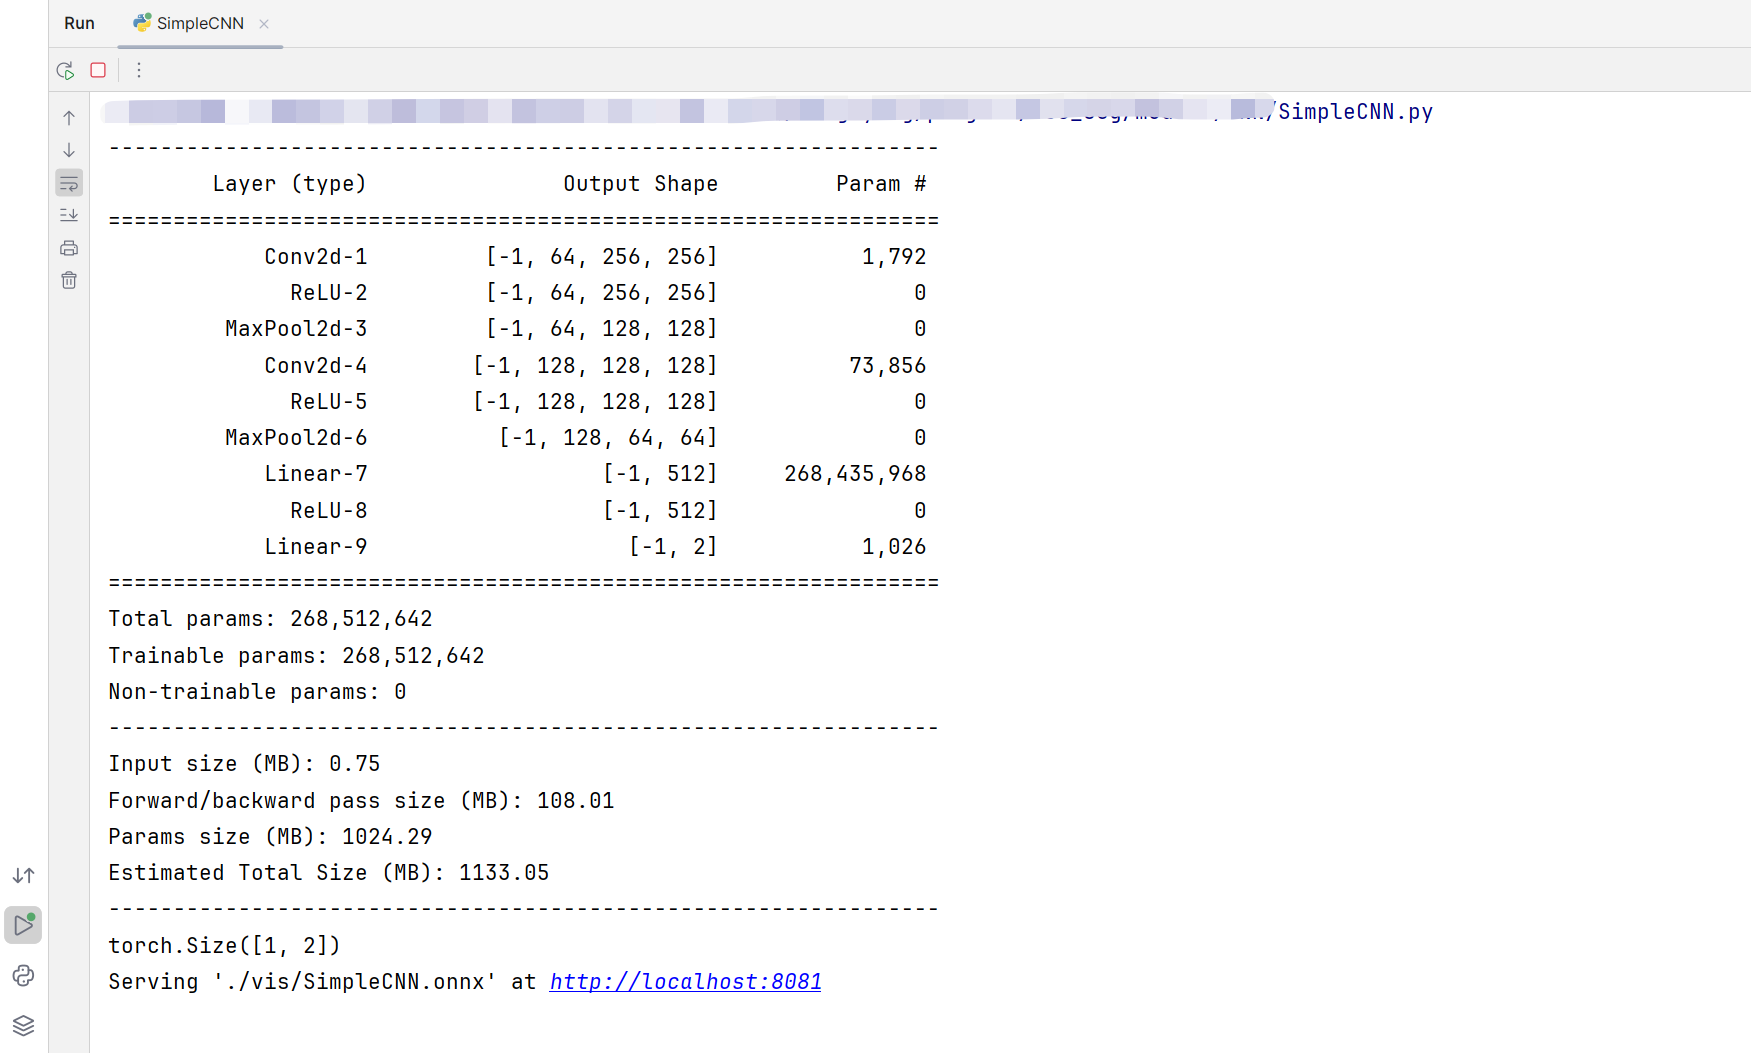 Run SimpleCNN
/SimpleCNN.py
----------------------------------------------------------------
        Layer (type)               Output Shape         Param #
================================================================
            Conv2d-1         [-1, 64, 256, 256]           1,792
              ReLU-2         [-1, 64, 256, 256]               0
         MaxPool2d-3         [-1, 64, 128, 128]               0
            Conv2d-4        [-1, 128, 128, 128]          73,856
              ReLU-5        [-1, 128, 128, 128]               0
         MaxPool2d-6          [-1, 128, 64, 64]               0
            Linear-7                  [-1, 512]     268,435,968
              ReLU-8                  [-1, 512]               0
            Linear-9                    [-1, 2]           1,026
================================================================
Total params: 268,512,642
Trainable params: 268,512,642
Non-trainable params: 0
----------------------------------------------------------------
Input size (MB): 0.75
Forward/backward pass size (MB): 108.01
Params size (MB): 1024.29
Estimated Total Size (MB): 1133.05
----------------------------------------------------------------
torch.Size([1, 2])
Serving './vis/SimpleCNN.onnx' at http://localhost:8081